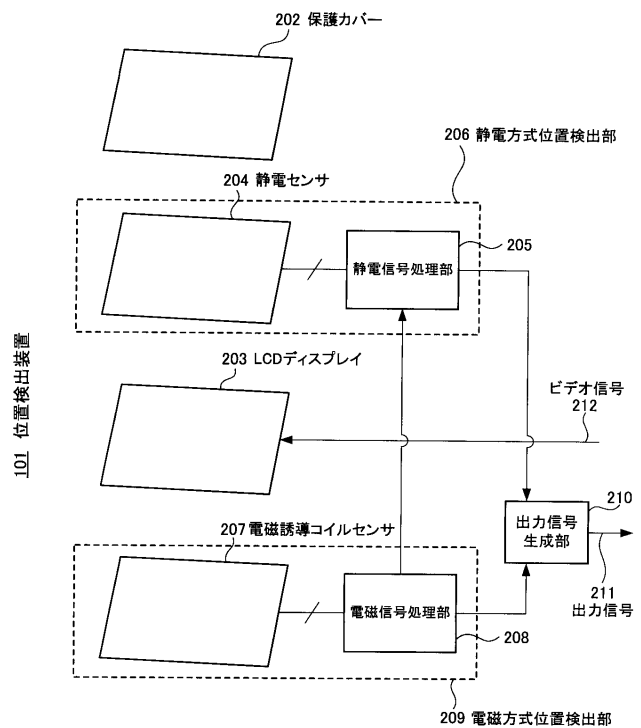 202 保護カバー
206 静電方式位置検出部
204 静電センサ
静電信号処理部
205
203 LCDディスプレイ
ビデオ信号
212
101 位置検出装置
207 電磁誘導コイルセンサ
210
出力信号
生成部
211
出力信号
電磁信号処理部
208
209 電磁方式位置検出部